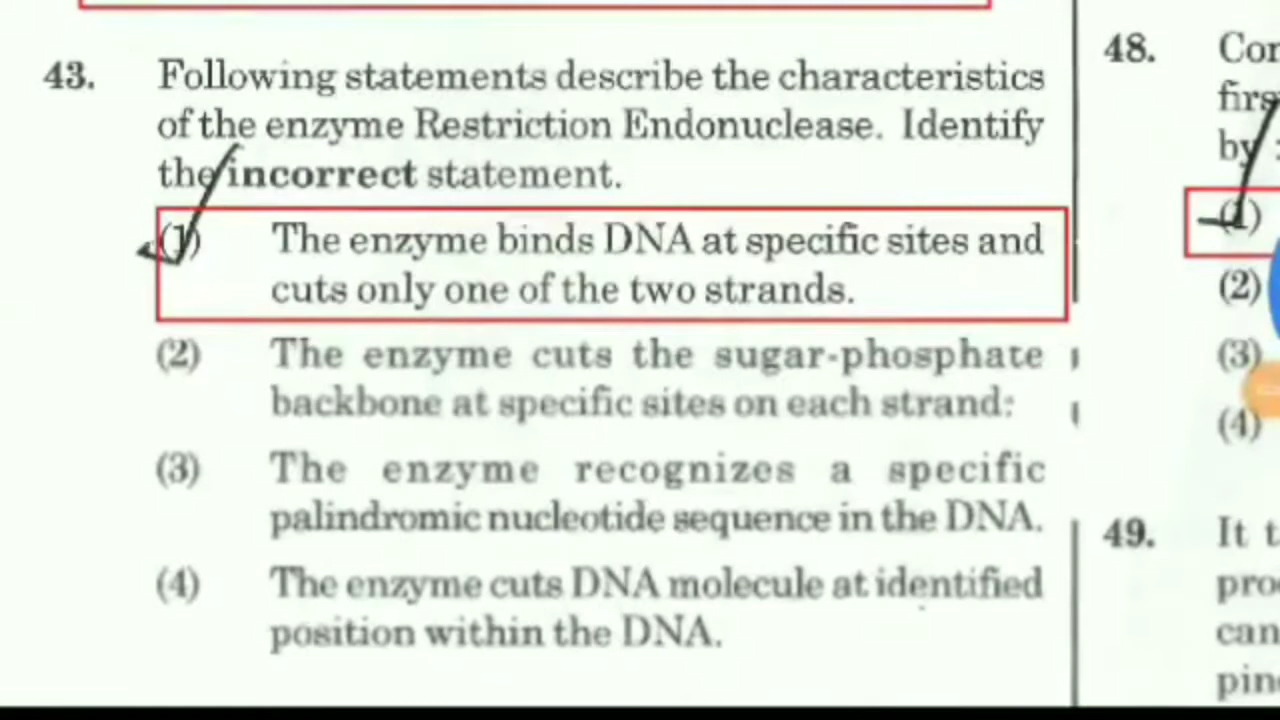 43. Following statements describe the characteristics
of the enzyme Restriction Endonuclease. Identify
the incorrect statement.
(1) The enzyme binds DNA at specific sites and
cuts only one of the two strands.
(2) The enzyme cuts the sugar-phosphate
backbone at specific sites on each strand:
(3) The enzyme recognizes a specific
palindromic nucleotide sequence in the DNA.
(4) The enzyme cuts DNA molecule at identified
position within the DNA.
48.
by
(1)
(2)
(3)
(4)
49. It